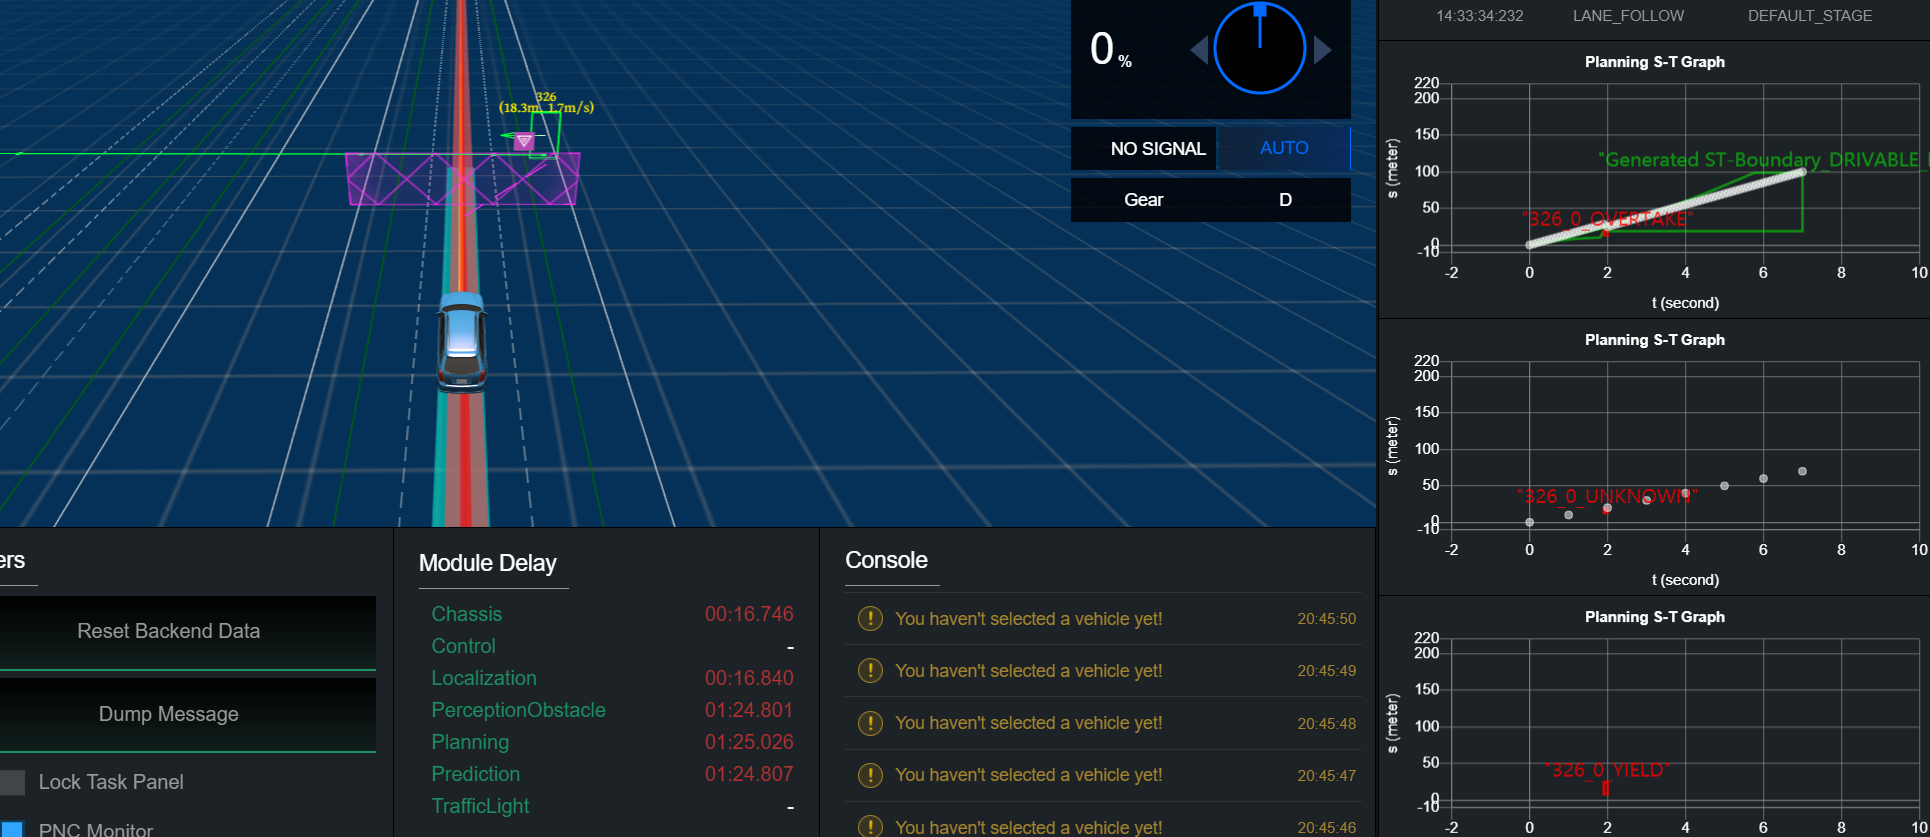 326
(18.3m, 1.7m/s)
0 %
NO SIGNAL
AUTO
Gear
D
14:33:34:232
LANE_FOLLOW
DEFAULT_STAGE
Planning S-T Graph
220
200
150
100
50
0
-10
s (meter)
"Generated ST-Boundary_DRIVABLE_
"326_0_OVERTAKE"
-2 0 2 4 6 8 10
t (second)
Planning S-T Graph
220
200
150
100
50
0
-10
s (meter)
"326_0_UNKNOWN"
-2 0 2 4 6 8 10
t (second)
Planning S-T Graph
220
200
150
100
50
0
-10
s (meter)
"326_0_YIELD"
-2 0 2 4 6 8 10
ers
Reset Backend Data
Dump Message
Lock Task Panel
PNC Monitor
Module Delay
Chassis 00:16.746
Control -
Localization 00:16.840
PerceptionObstacle 01:24.801
Planning 01:25.026
Prediction 01:24.807
TrafficLight -
Console
You haven't selected a vehicle yet! 20:45:50
You haven't selected a vehicle yet! 20:45:49
You haven't selected a vehicle yet! 20:45:48
You haven't selected a vehicle yet! 20:45:47
You haven't selected a vehicle yet! 20:45:46